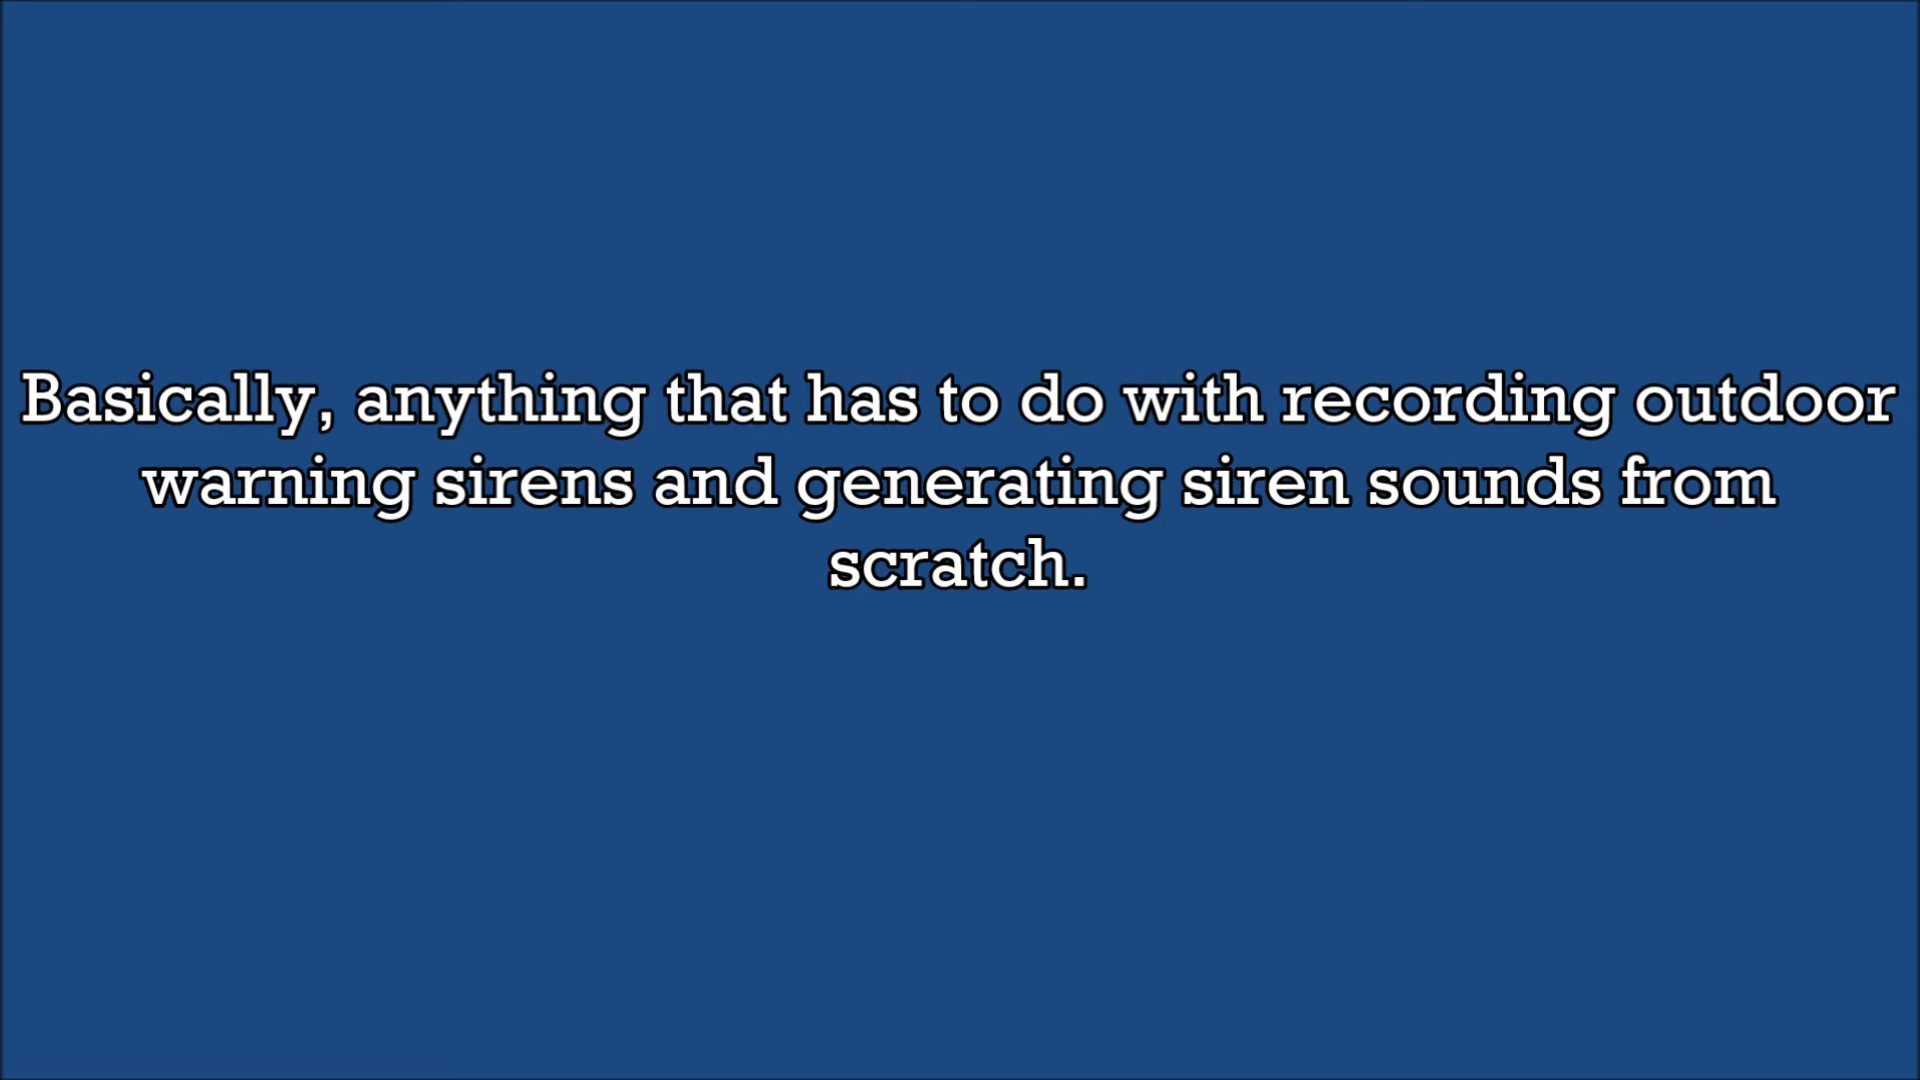 Basically, anything that has to do with recording outdoor
warning sirens and generating siren sounds from
scratch.